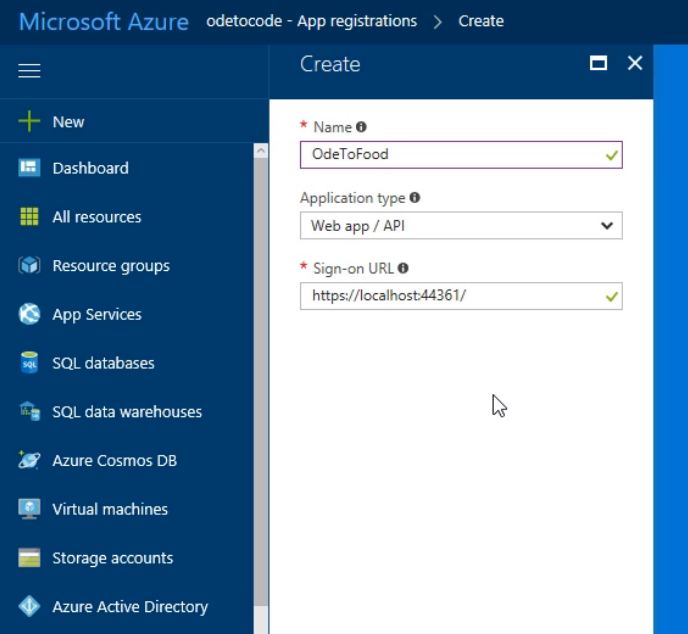 Microsoft Azure odetocode - App registrations > Create
Create
New
Dashboard
All resources
Resource groups
App Services
SQL databases
SQL data warehouses
Azure Cosmos DB
Virtual machines
Storage accounts
Azure Active Directory
* Name
OdeToFood
Application type
Web app / API
* Sign-on URL
https://localhost:44361/